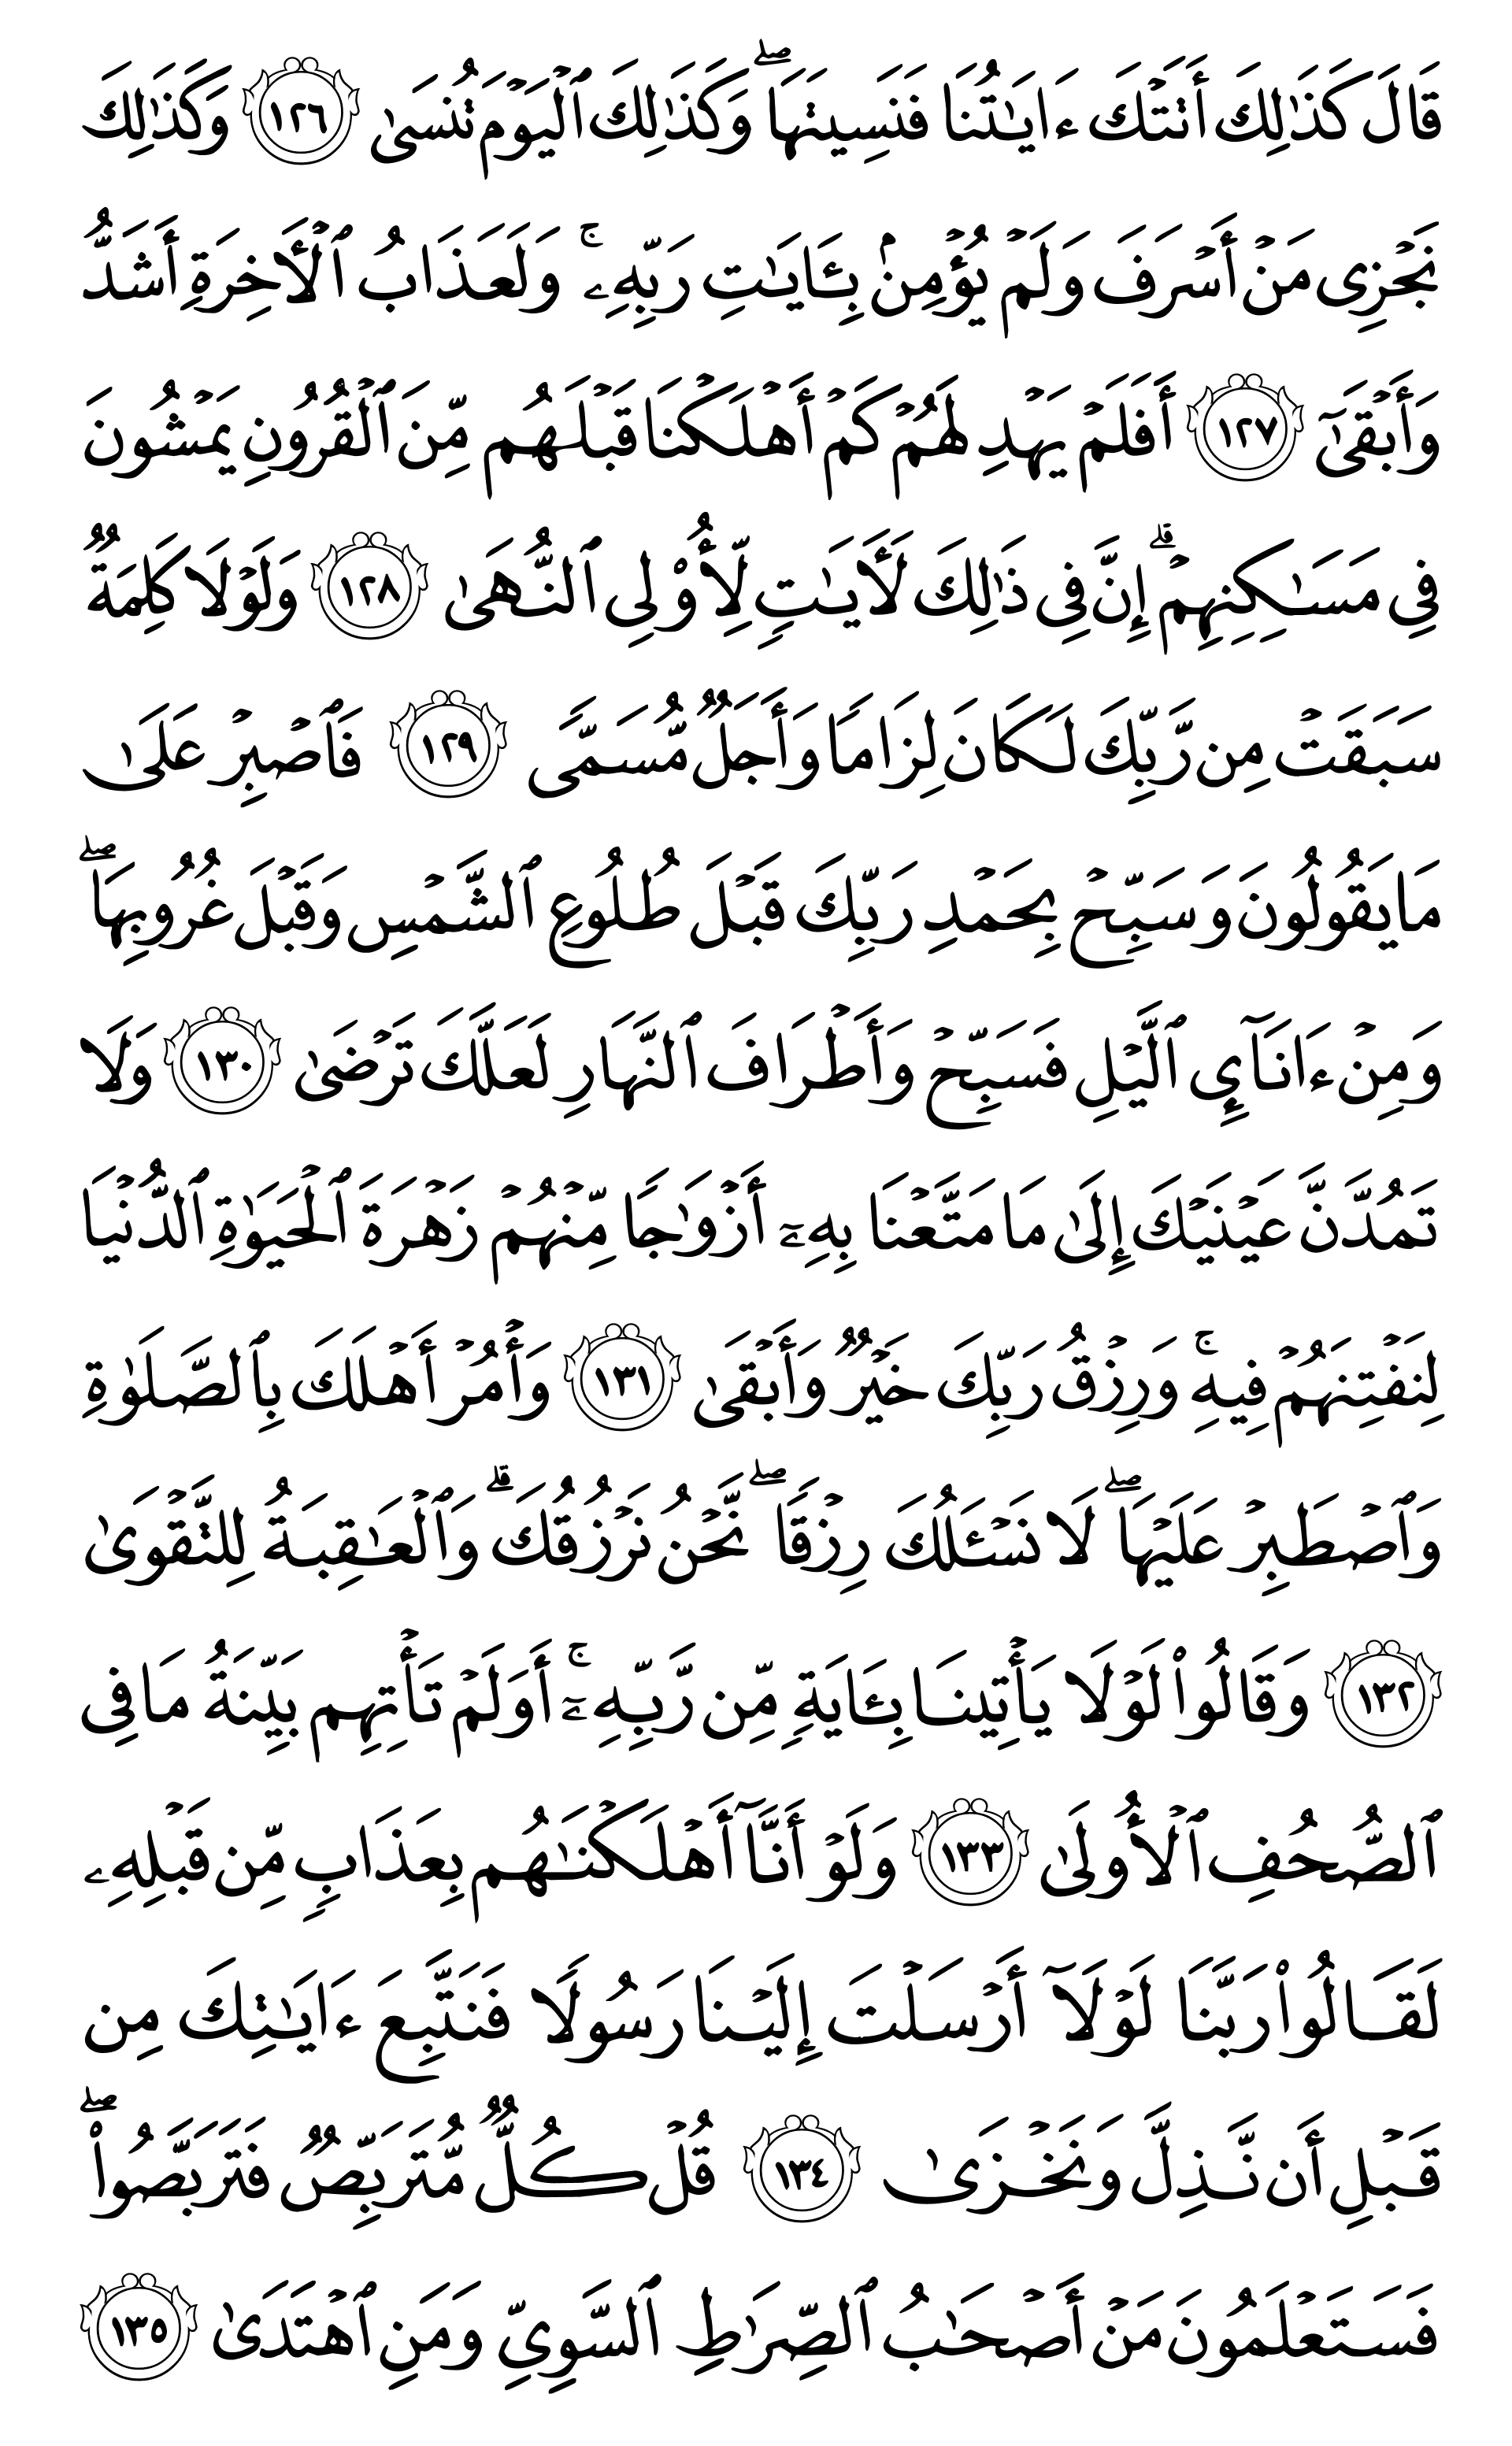 قَالَ كَذَٰلِكَ أَتَتۡكَ ءَايَٰتُنَا فَنَسِيتَهَاۖ وَكَذَٰلِكَ ٱلۡيَوۡمَ تُنسَىٰ ١٢٦ وَكَذَٰلِكَ
نَجۡزِي مَنۡ أَسۡرَفَ وَلَمۡ يُؤۡمِنۢ بِـَٔايَٰتِ رَبِّهِۦۚ وَلَعَذَابُ ٱلۡأٓخِرَةِ أَشَدُّ
وَأَبۡقَىٰٓ ١٢٧ أَفَلَمۡ يَهۡدِ لَهُمۡ كَمۡ أَهۡلَكۡنَا قَبۡلَهُم مِّنَ ٱلۡقُرُونِ يَمۡشُونَ
فِي مَسَٰكِنِهِمۡۚ إِنَّ فِي ذَٰلِكَ لَأٓيَٰتٖ لِّأُوْلِي ٱلنُّهَىٰ ١٢٨ وَلَوۡلَا كَلِمَةٞ
سَبَقَتۡ مِن رَّبِّكَ لَكَانَ لِزَامٗا وَأَجَلٞ مُّسَمّٗى ١٢٩ فَٱصۡبِرۡ عَلَىٰ
مَا يَقُولُونَ وَسَبِّحۡ بِحَمۡدِ رَبِّكَ قَبۡلَ طُلُوعِ ٱلشَّمۡسِ وَقَبۡلَ غُرُوبِهَاۖ
وَمِنۡ ءَانَآيِٕ ٱلَّيۡلِ فَسَبِّحۡ وَأَطۡرَافَ ٱلنَّهَارِ لَعَلَّكَ تَرۡضَىٰ ١٣٠ وَلَا
تَمُدَّنَّ عَيۡنَيۡكَ إِلَىٰ مَا مَتَّعۡنَا بِهِۦٓ أَزۡوَٰجٗا مِّنۡهُمۡ زَهۡرَةَ ٱلۡحَيَوٰةِ ٱلدُّنۡيَا
لِنَفۡتِنَهُمۡ فِيهِۚ وَرِزۡقُ رَبِّكَ خَيۡرٞ وَأَبۡقَىٰ ١٣١ وَأۡمُرۡ أَهۡلَكَ بِٱلصَّلَوٰةِ
وَٱصۡطَبِرۡ عَلَيۡهَاۖ لَا نَسۡـَٔلُكَ رِزۡقٗاۖ نَّحۡنُ نَرۡزُقُكَۗ وَٱلۡعَٰقِبَةُ لِلتَّقۡوَىٰ
١٣٢ وَقَالُواْ لَوۡلَا يَأۡتِينَا بِـَٔايَةٖ مِّن رَّبِّهِۦٓۚ أَوَلَمۡ تَأۡتِهِم بَيِّنَةُ مَا فِي
ٱلصُّحُفِ ٱلۡأُولَىٰ ١٣٣ وَلَوۡ أَنَّآ أَهۡلَكۡنَٰهُم بِعَذَابٖ مِّن قَبۡلِهِۦ
لَقَالُواْ رَبَّنَا لَوۡلَآ أَرۡسَلۡتَ إِلَيۡنَا رَسُولٗا فَنَتَّبِعَ ءَايَٰتِكَ مِن
قَبۡلِ أَن نَّذِلَّ وَنَخۡزَىٰ ١٣٤ قُلۡ كُلّٞ مُّتَرَبِّصٞ فَتَرَبَّصُواْۖ
فَسَتَعۡلَمُونَ مَنۡ أَصۡحَٰبُ ٱلصِّرَٰطِ ٱلسَّوِيِّ وَمَنِ ٱهۡتَدَىٰ ١٣٥